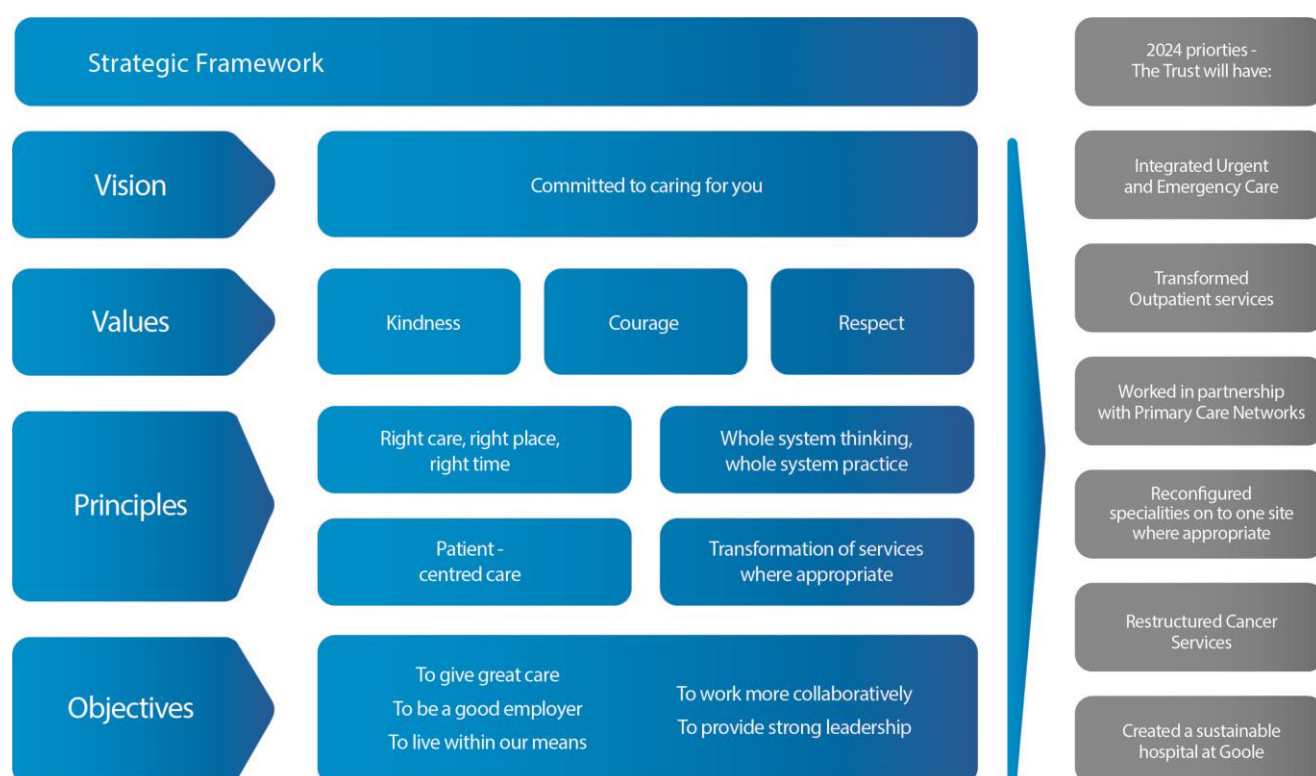 Strategic Framework
Vision
Committed to caring for you
Values
Kindness
Courage
Respect
Principles
Right care, right place,
right time
Whole system thinking,
whole system practice
Patient -
centred care
Transformation of services
where appropriate
Objectives
To give great care
To be a good employer
To live within our means
To work more collaboratively
To provide strong leadership
2024 priorties -
The Trust will have:
Integrated Urgent
and Emergency Care
Transformed
Outpatient services
Worked in partnership
with Primary Care Networks
Reconfigured
specialities on to one site
where appropriate
Restructured Cancer
Services
Created a sustainable
hospital at Goole